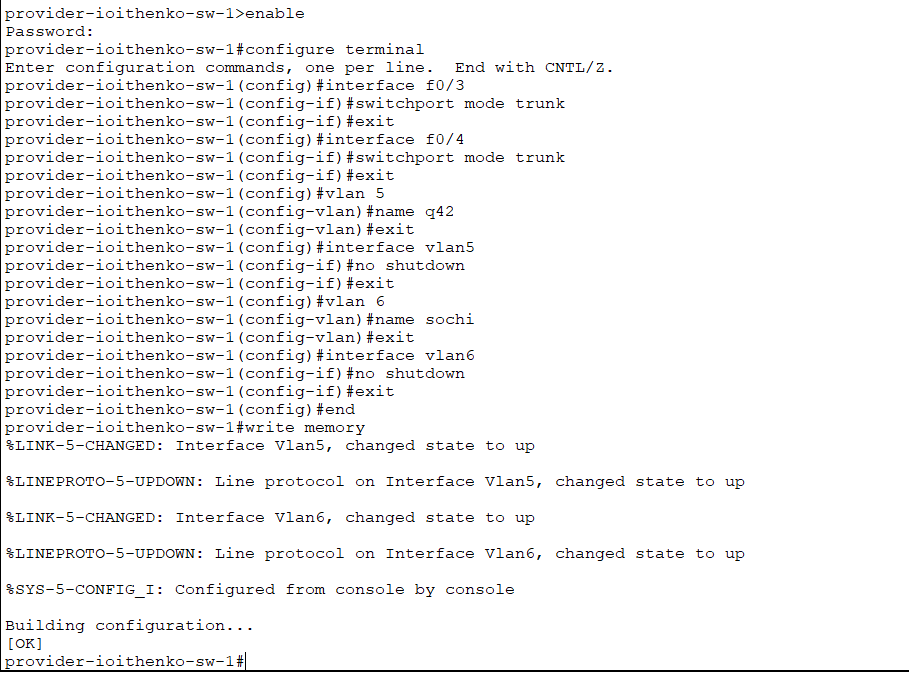 provider-ioithenko-sw-1>enable
Password:
provider-ioithenko-sw-1#configure terminal
Enter configuration commands, one per line.  End with CNTL/Z.
provider-ioithenko-sw-1(config)#interface f0/3
provider-ioithenko-sw-1(config-if)#switchport mode trunk
provider-ioithenko-sw-1(config-if)#exit
provider-ioithenko-sw-1(config)#interface f0/4
provider-ioithenko-sw-1(config-if)#switchport mode trunk
provider-ioithenko-sw-1(config-if)#exit
provider-ioithenko-sw-1(config)#vlan 5
provider-ioithenko-sw-1(config-vlan)#name q42
provider-ioithenko-sw-1(config-vlan)#exit
provider-ioithenko-sw-1(config)#interface vlan5
provider-ioithenko-sw-1(config-if)#no shutdown
provider-ioithenko-sw-1(config-if)#exit
provider-ioithenko-sw-1(config)#vlan 6
provider-ioithenko-sw-1(config-vlan)#name sochi
provider-ioithenko-sw-1(config-vlan)#exit
provider-ioithenko-sw-1(config)#interface vlan6
provider-ioithenko-sw-1(config-if)#no shutdown
provider-ioithenko-sw-1(config-if)#exit
provider-ioithenko-sw-1(config)#end
provider-ioithenko-sw-1#write memory
%LINK-5-CHANGED: Interface Vlan5, changed state to up
%LINEPROTO-5-UPDOWN: Line protocol on Interface Vlan5, changed state to up
%LINK-5-CHANGED: Interface Vlan6, changed state to up
%LINEPROTO-5-UPDOWN: Line protocol on Interface Vlan6, changed state to up
%SYS-5-CONFIG_I: Configured from console by console
Building configuration...
[OK]
provider-ioithenko-sw-1#